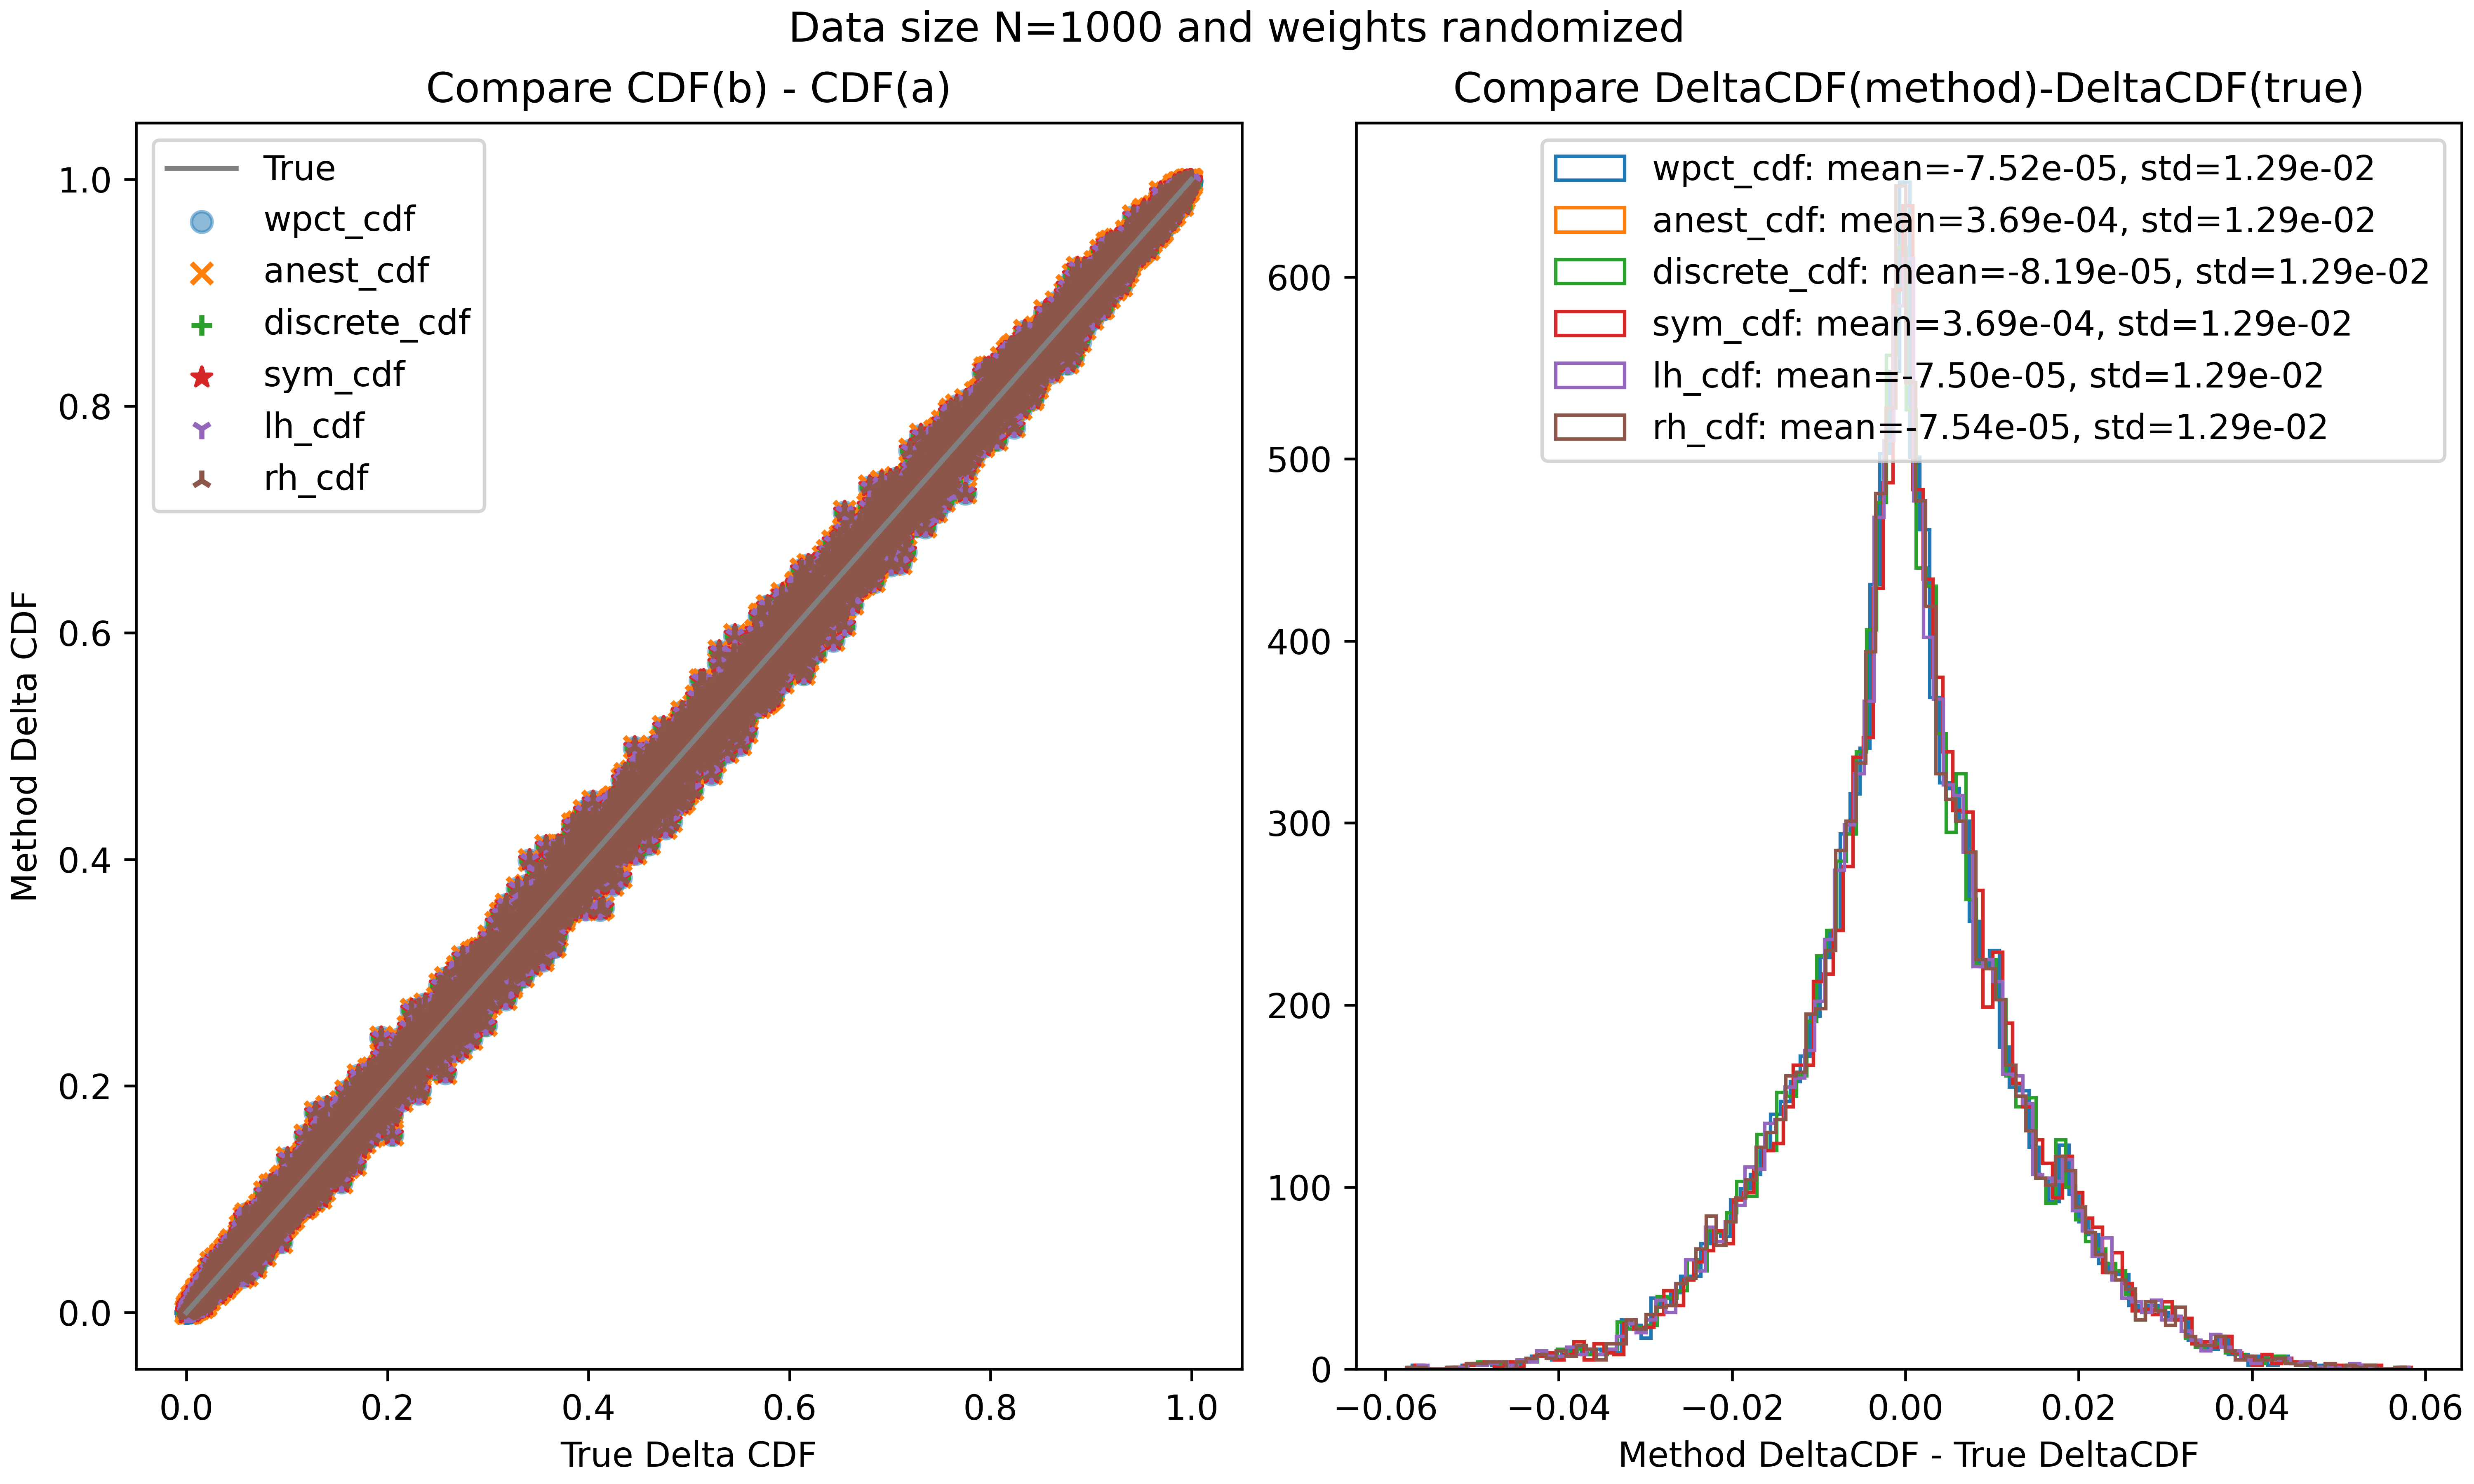 Data size N=1000 and weights randomized
Compare CDF(b) - CDF(a)
True
wpct_cdf
anest_cdf
discrete_cdf
sym_cdf
lh_cdf
rh_cdf
1.0
0.8
0.6
0.4
0.2
0.0
Method Delta CDF
0.0 0.2 0.4 0.6 0.8 1.0
True Delta CDF
Compare DeltaCDF(method)-DeltaCDF(true)
wpct_cdf: mean=-7.52e-05, std=1.29e-02
anest_cdf: mean=3.69e-04, std=1.29e-02
discrete_cdf: mean=-8.19e-05, std=1.29e-02
sym_cdf: mean=3.69e-04, std=1.29e-02
lh_cdf: mean=-7.50e-05, std=1.29e-02
rh_cdf: mean=-7.54e-05, std=1.29e-02
600
500
400
300
200
100
0
−0.06 −0.04 −0.02 0.00 0.02 0.04 0.06
Method DeltaCDF - True DeltaCDF